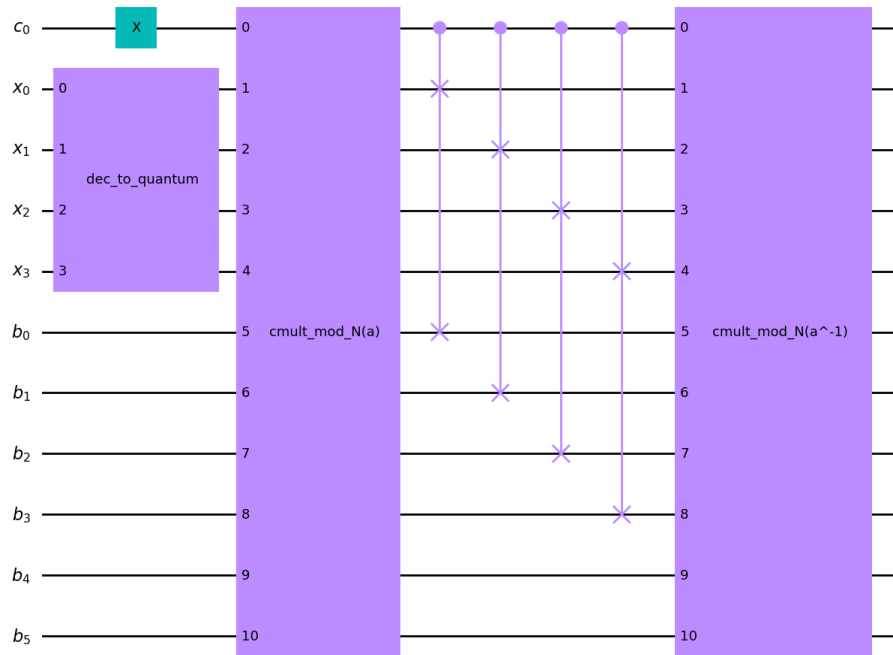 c0 X 0 0
x0 0 1 1
x1 1 2 2
dec_to_quantum
x2 2 3 3
x3 3 4 4
b0 5 cmult_mod_N(a) 5 cmult_mod_N(a^-1)
b1 6 6
b2 7 7
b3 8 8
b4 9 9
b5 10 10